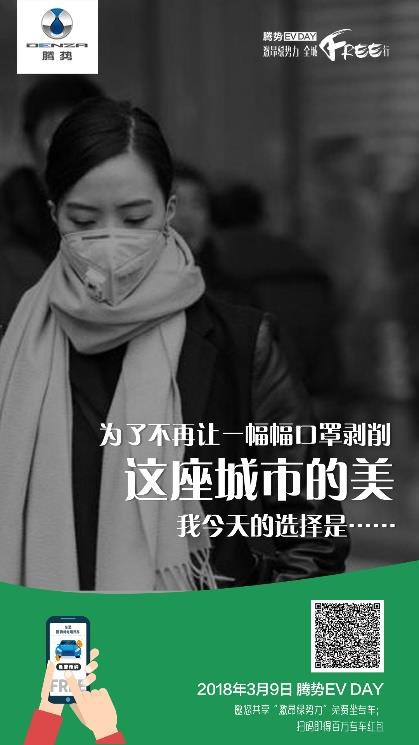 DENZA
腾势
腾势EV DAY
激昂绿势力 全城FREE行
为了不再让一幅幅口罩剥削
这座城市的美
我今天的选择是······
FREE
2018年3月9日 腾势EV DAY
邀您共享“激昂绿势力”免费坐专车；
扫码即得百万专车红包